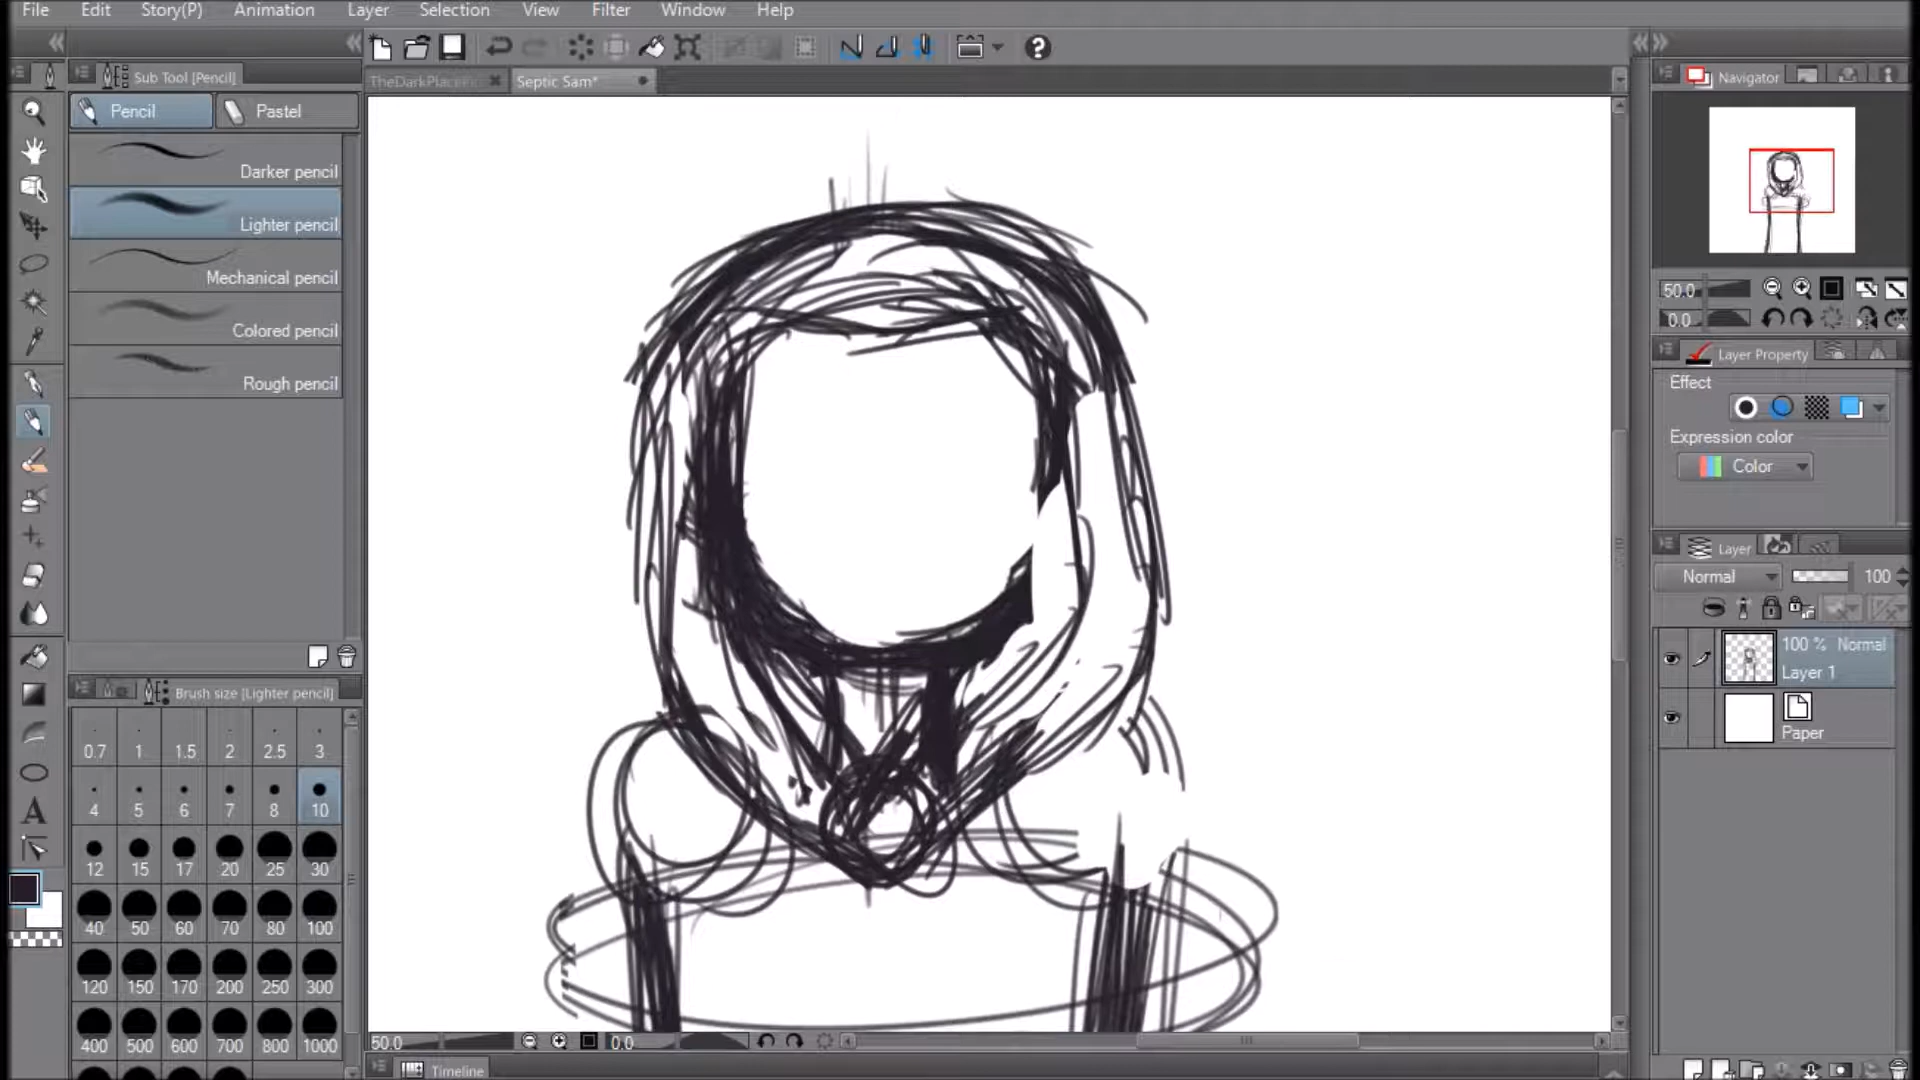 File Edit Story(P) Animation Layer Selection View Filter Window Help
Sub Tool [Pencil]
Septic Sam*
Navigator
Pencil Pastel
Darker pencil
Lighter pencil
Mechanical pencil
Colored pencil
Rough pencil
50.0
0.0
Layer Property
Effect
Expression color
Color
Layer
Normal 100
100 % Normal
Layer 1
Paper
Brush size [Lighter pencil]
0.7 1 1.5 2 2.5 3
4 5 6 7 8 10
12 15 17 20 25 30
40 50 60 70 80 100
120 150 170 200 250 300
400 500 600 700 800 1000
A
50.0 0.0
Timeline